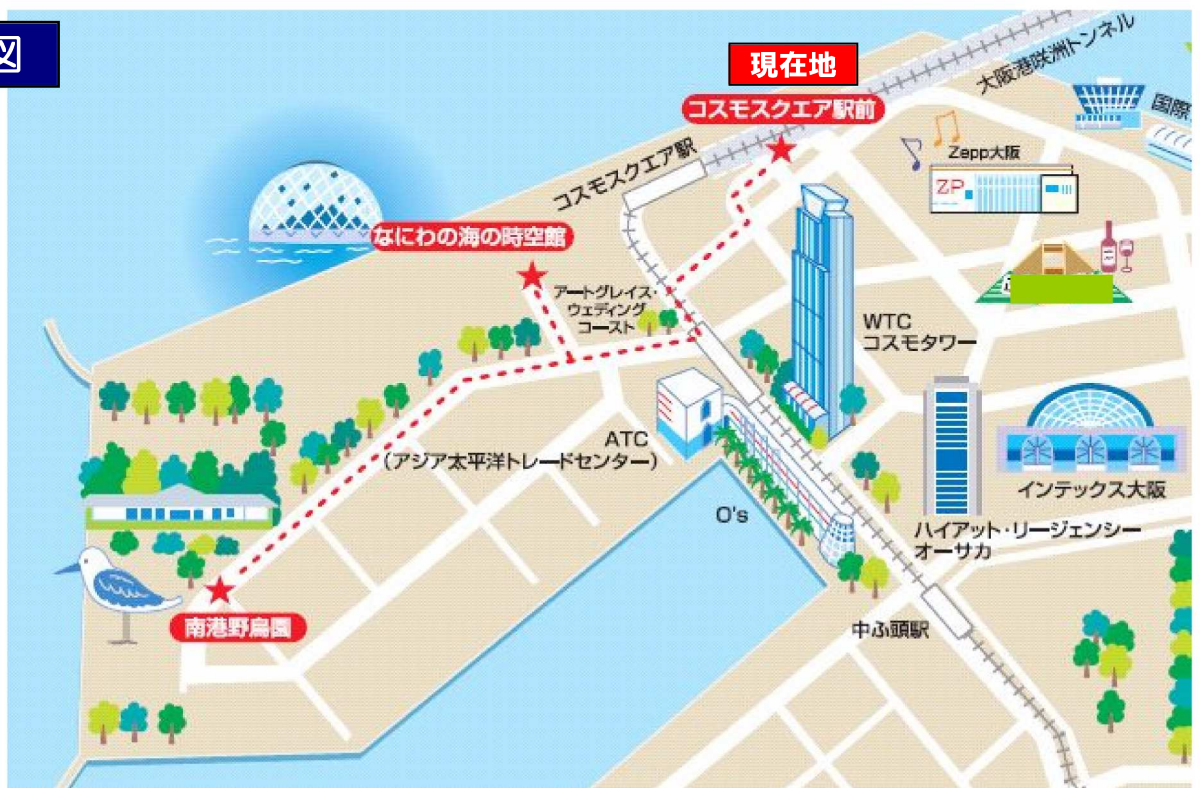 図
現在地
コスモスクエア駅前
大阪港咲洲トンネル
国際
コスモスクエア駅
Zepp大阪
ZP
なにわの海の時空館
アートグレイス・
ウェディング
コースト
WTC
コスモタワー
ATC
(アジア太平洋トレードセンター)
インテックス大阪
O's
ハイアット・リージェンシー
オーサカ
南港野鳥園
中ふ頭駅